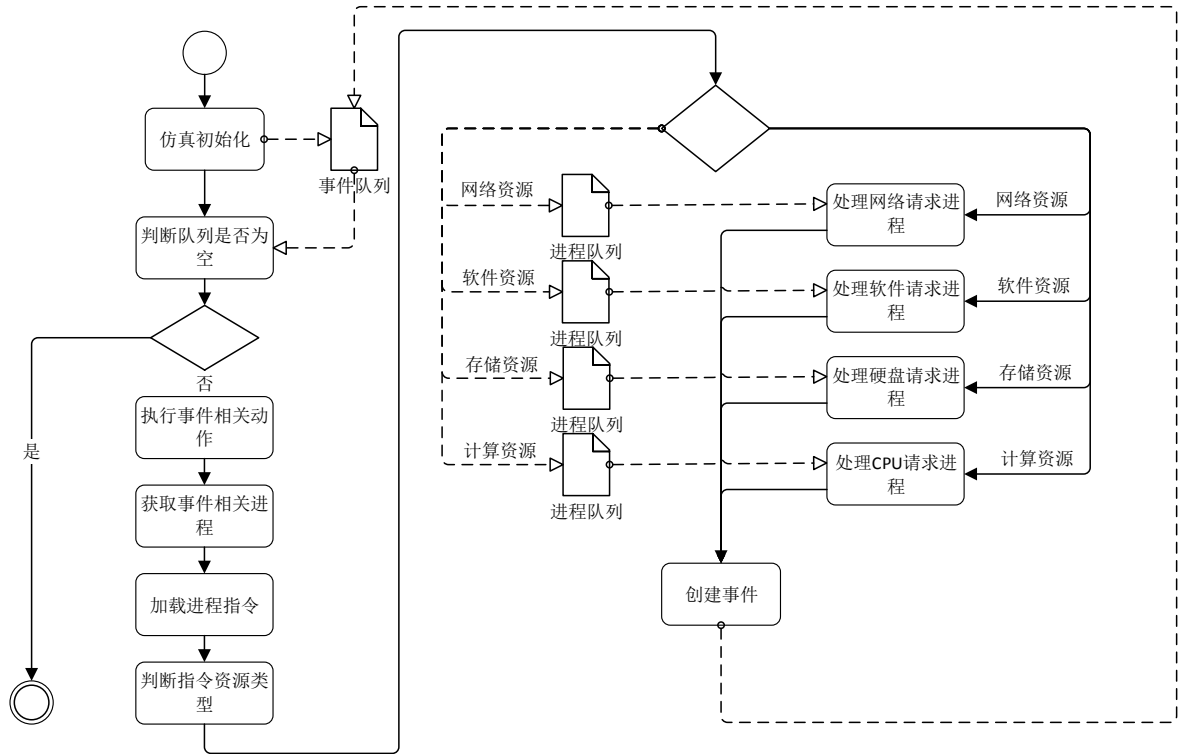 仿真初始化
事件队列
判断队列是否为
空
否
是
执行事件相关动
作
获取事件相关进
程
加载进程指令
判断指令资源类
型
网络资源
进程队列
处理网络请求进
程
网络资源
软件资源
进程队列
处理软件请求进
程
软件资源
存储资源
进程队列
处理硬盘请求进
程
存储资源
计算资源
进程队列
处理CPU请求进
程
计算资源
创建事件